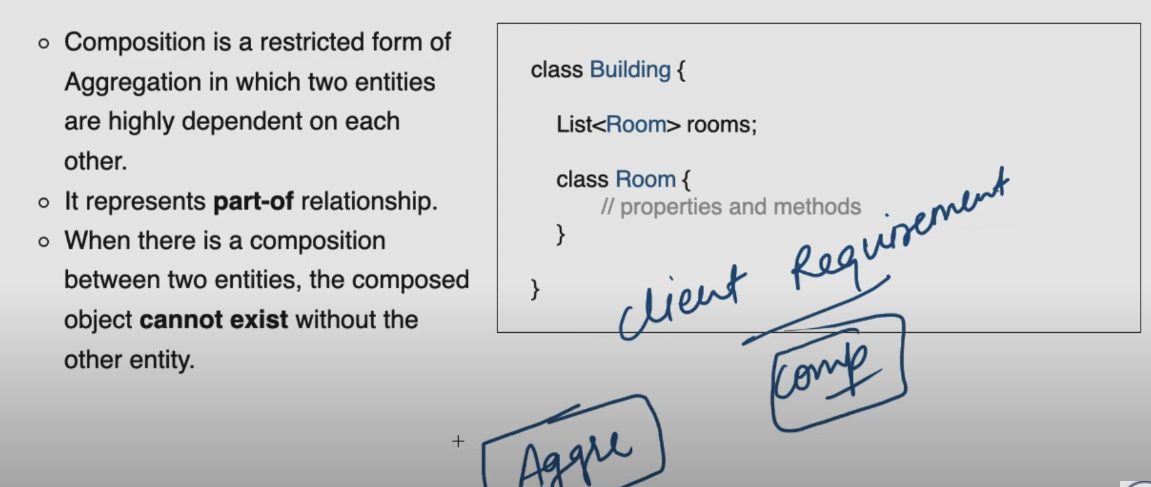 Composition is a restricted form of
Aggregation in which two entities
are highly dependent on each
other.
It represents part-of relationship.
When there is a composition
between two entities, the composed
object cannot exist without the
other entity.
class Building {
List<Room> rooms;
class Room {
// properties and methods
}
}
client Requirement
Comp
Aggre